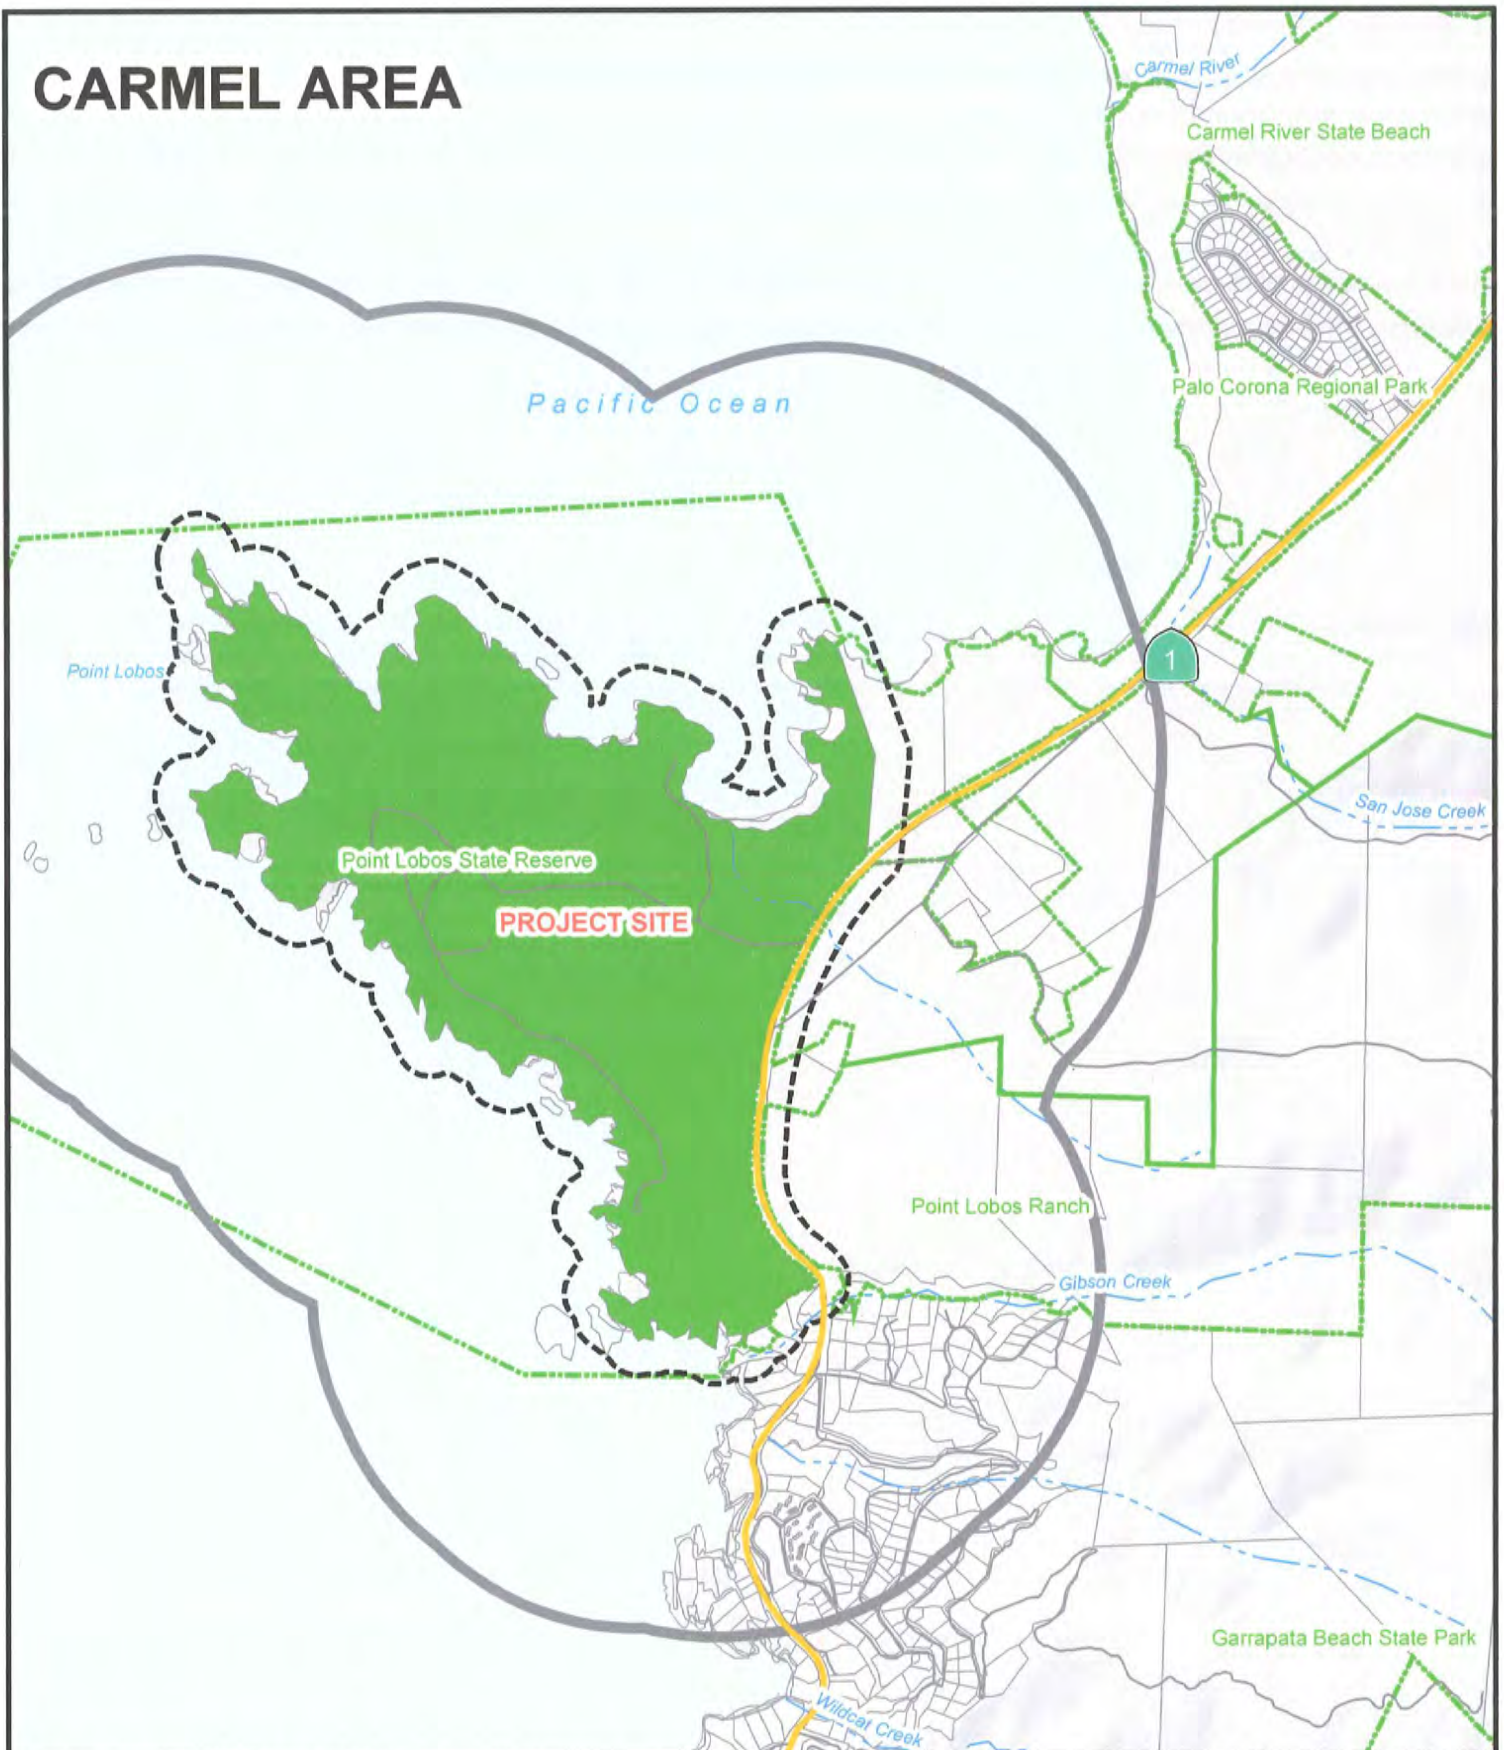 CARMEL AREA
Carmel River
Carmel River State Beach
Palo Corona Regional Park
Pacific Ocean
1
Point Lobos
San Jose Creek
Point Lobos State Reserve
PROJECT SITE
Point Lobos Ranch
Gibson Creek
Garrapata Beach State Park
Wildcat Creek